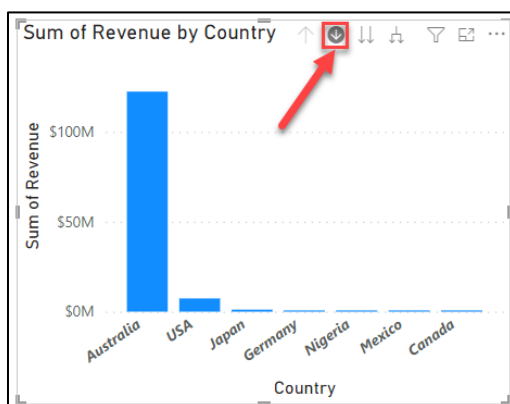 Sum of Revenue by Country
Sum of Revenue
$100M
$50M
$0M
Australia
USA
Japan
Germany
Nigeria
Mexico
Canada
Country